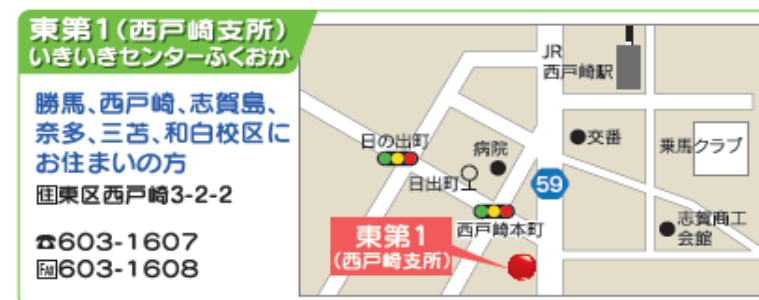 東第1(西戸崎支所)
いきいきセンターふくおか
勝馬、西戸崎、志賀島、
奈多、三苫、和白校区に
お住まいの方
住東区西戸崎3-2-2
☎603-1607
FAX603-1608
JR
西戸崎駅
日の出町
病院
交番
乗馬クラブ
日出町
59
西戸崎本町
志賀商工
会館
東第1
(西戸崎支所)